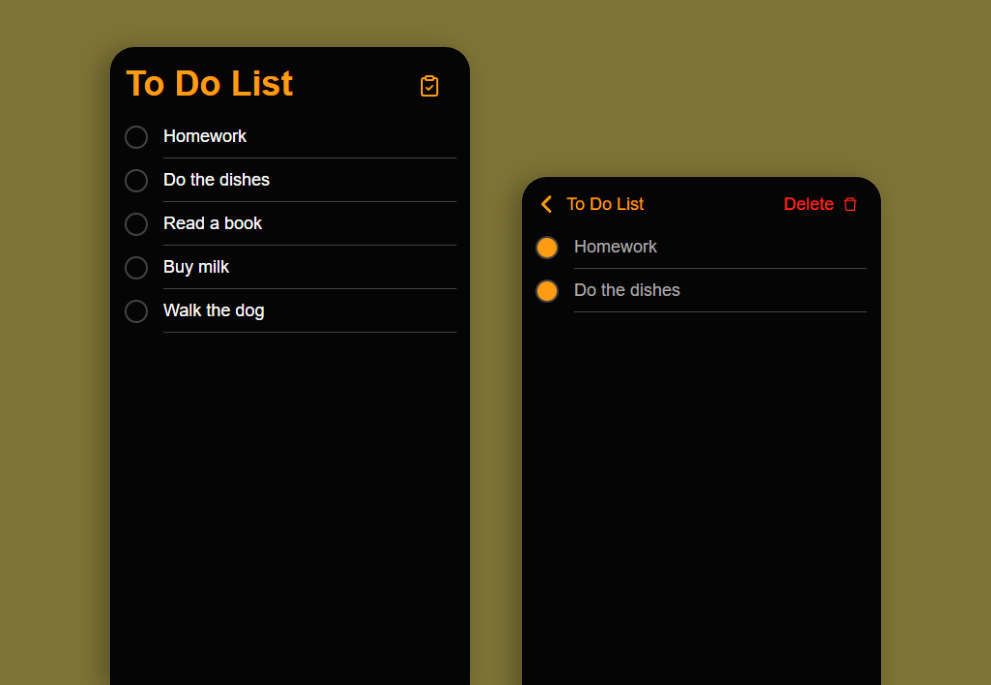 To Do List
Homework
Do the dishes
Read a book
Buy milk
Walk the dog
To Do List
Delete
Homework
Do the dishes